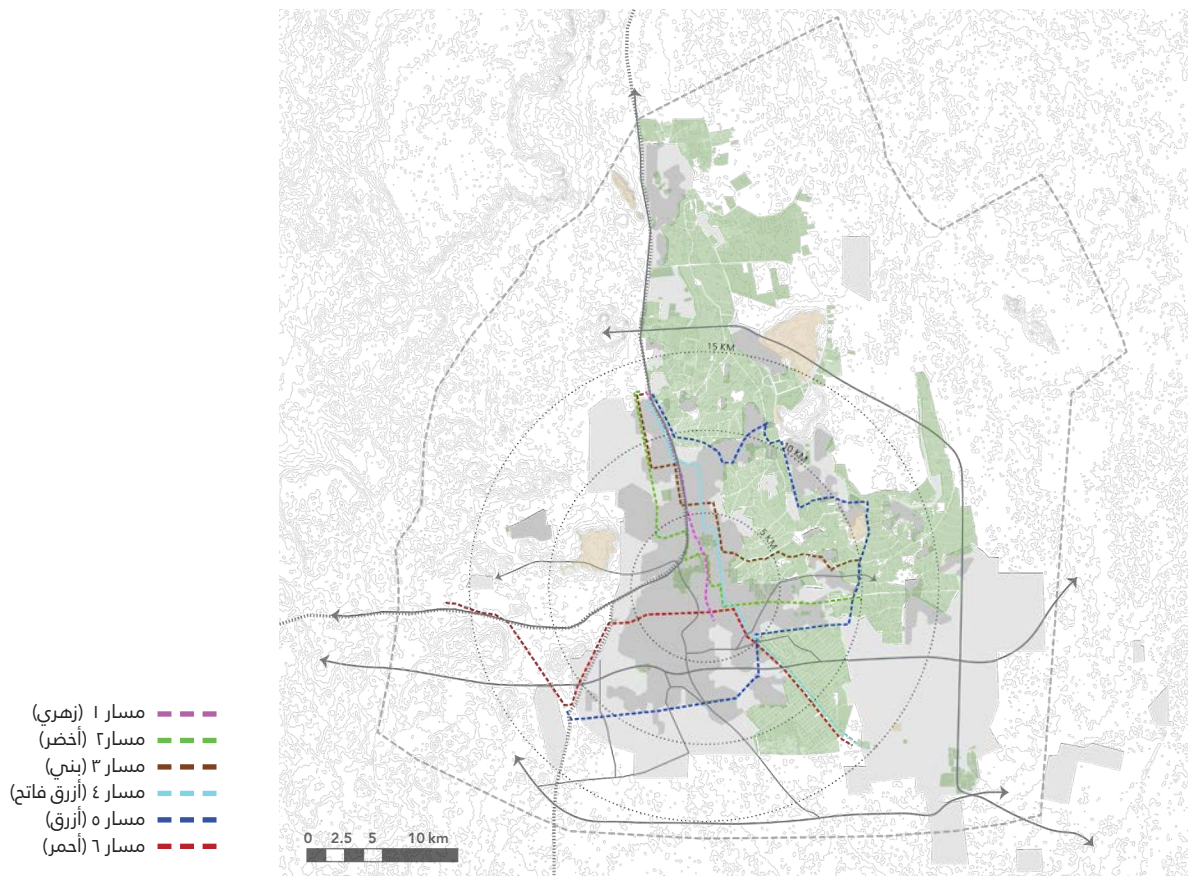 15 KM
10 KM
5 KM
مسار ١ (زهري)
مسار٢ (أخضر)
مسار ٣ (بني)
مسار ٤ (أزرق فاتح)
مسار ٥ (أزرق)
مسار ٦ (أحمر)
0 2.5 5 10 km